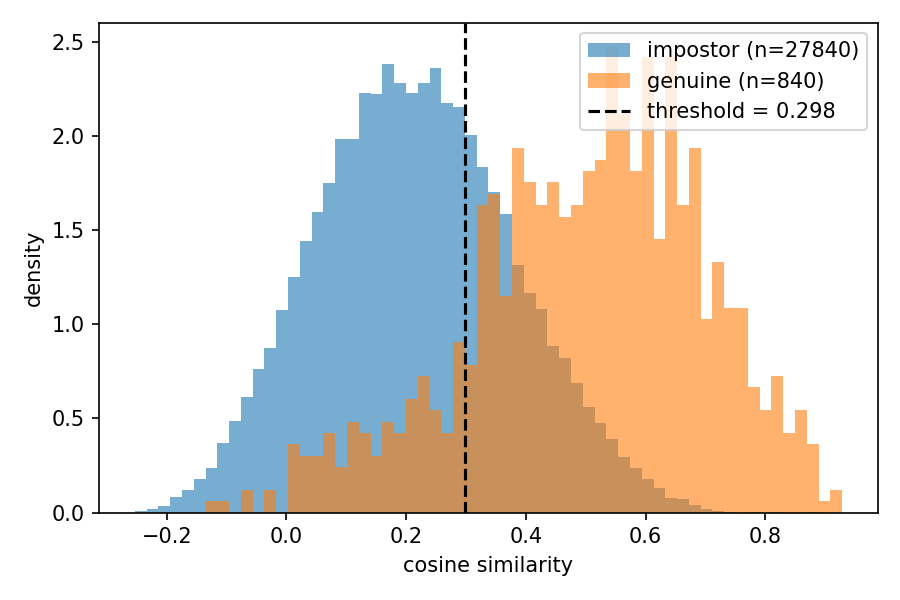 impostor (n=27840)
genuine (n=840)
threshold = 0.298
density
2.5
2.0
1.5
1.0
0.5
0.0
−0.2 0.0 0.2 0.4 0.6 0.8
cosine similarity